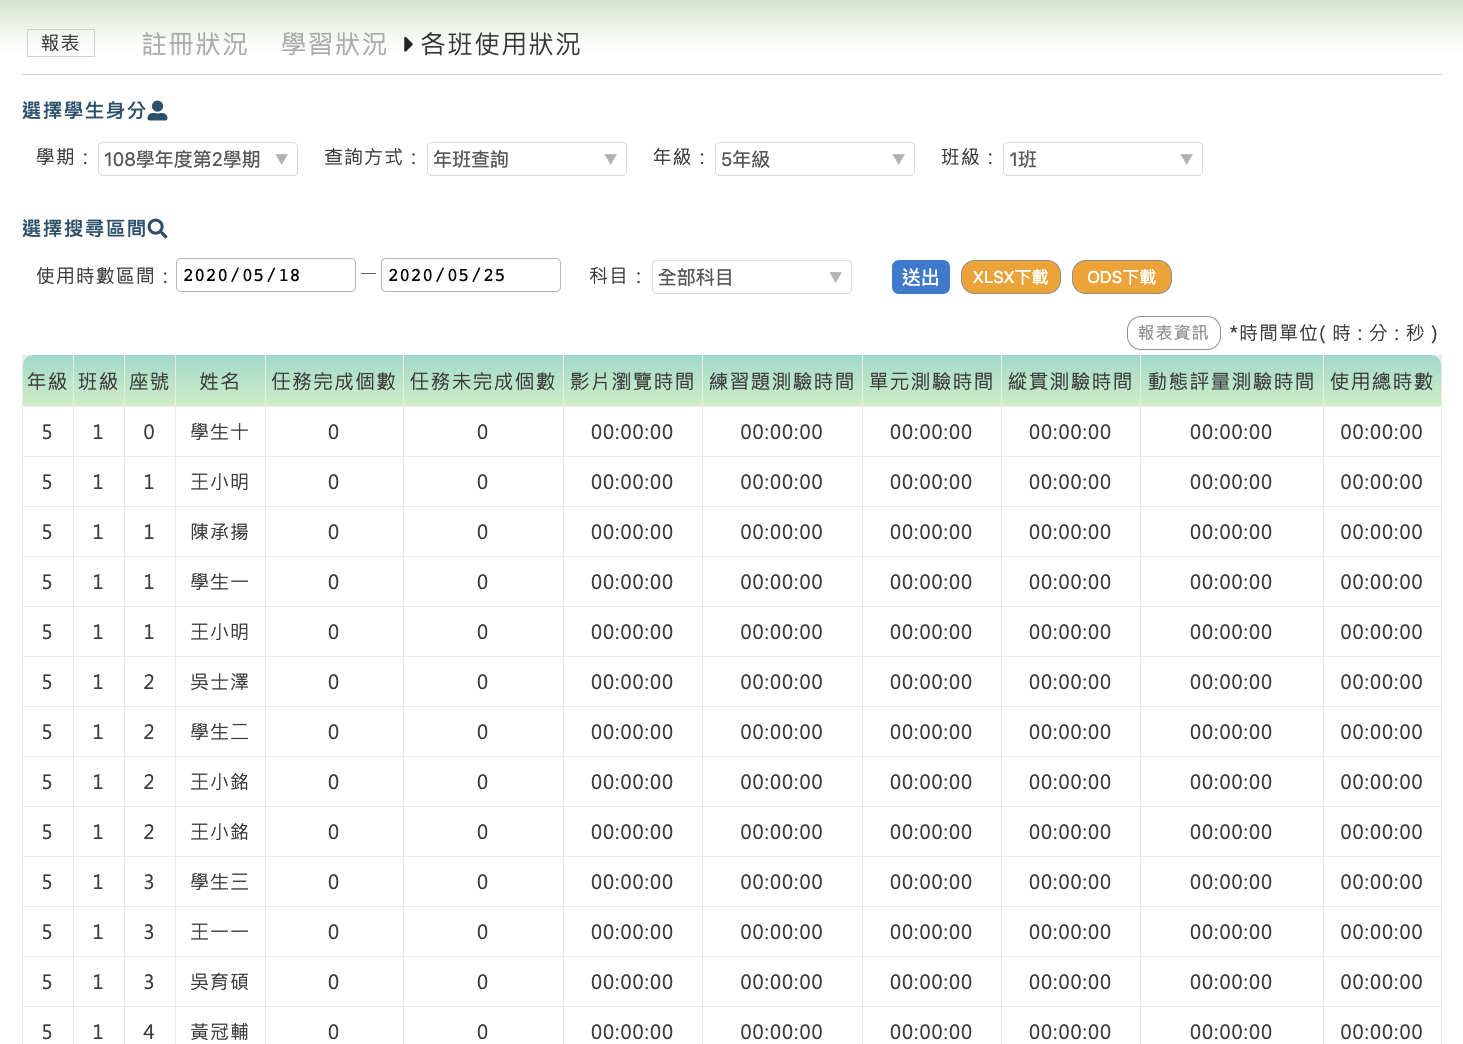 報表 註冊狀況 學習狀況 各班使用狀況
選擇學生身分
學期： 108學年度第2學期 查詢方式： 年班查詢 年級： 5年級 班級： 1班
選擇搜尋區間
使用時數區間： 2020/05/18 — 2020/05/25 科目： 全部科目 送出 XLSX下載 ODS下載
報表資訊 *時間單位( 時：分：秒 )
年級 班級 座號 姓名 任務完成個數 任務未完成個數 影片瀏覽時間 練習題測驗時間 單元測驗時間 縱貫測驗時間 動態評量測驗時間 使用總時數
5 1 0 學生十 0 0 00:00:00 00:00:00 00:00:00 00:00:00 00:00:00 00:00:00
5 1 1 王小明 0 0 00:00:00 00:00:00 00:00:00 00:00:00 00:00:00 00:00:00
5 1 1 陳承揚 0 0 00:00:00 00:00:00 00:00:00 00:00:00 00:00:00 00:00:00
5 1 1 學生一 0 0 00:00:00 00:00:00 00:00:00 00:00:00 00:00:00 00:00:00
5 1 1 王小明 0 0 00:00:00 00:00:00 00:00:00 00:00:00 00:00:00 00:00:00
5 1 2 吳士澤 0 0 00:00:00 00:00:00 00:00:00 00:00:00 00:00:00 00:00:00
5 1 2 學生二 0 0 00:00:00 00:00:00 00:00:00 00:00:00 00:00:00 00:00:00
5 1 2 王小銘 0 0 00:00:00 00:00:00 00:00:00 00:00:00 00:00:00 00:00:00
5 1 2 王小銘 0 0 00:00:00 00:00:00 00:00:00 00:00:00 00:00:00 00:00:00
5 1 3 學生三 0 0 00:00:00 00:00:00 00:00:00 00:00:00 00:00:00 00:00:00
5 1 3 王一一 0 0 00:00:00 00:00:00 00:00:00 00:00:00 00:00:00 00:00:00
5 1 3 吳育碩 0 0 00:00:00 00:00:00 00:00:00 00:00:00 00:00:00 00:00:00
5 1 4 黃冠輔 0 0 00:00:00 00:00:00 00:00:00 00:00:00 00:00:00 00:00:00